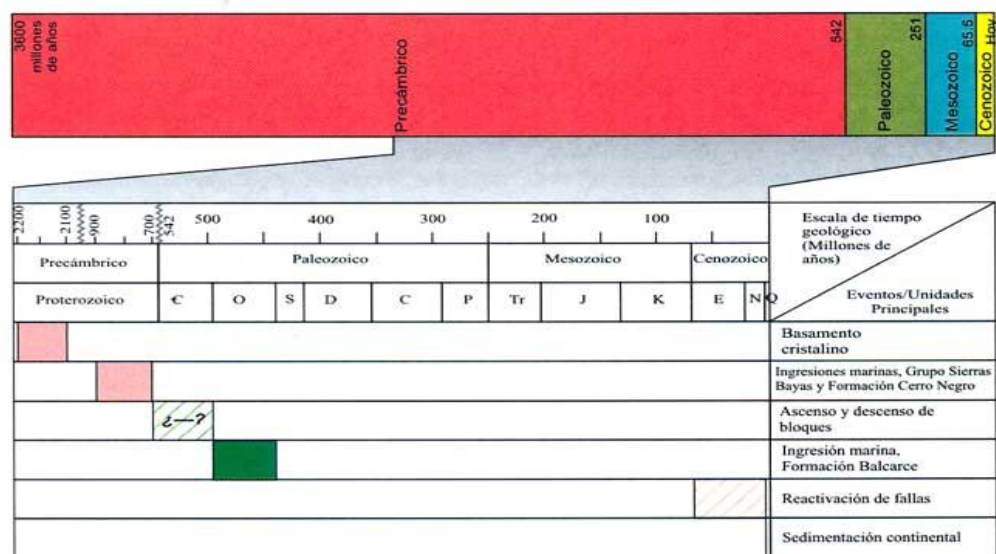 3600
millones
de años
Precámbrico
542
Paleozoico
251
Mesozoico
65.5
Cenozoico
Hoy
2200
2100
900
700
542
500
400
300
200
100
Escala de tiempo
geológico
(Millones de
años)
Precámbrico
Paleozoico
Mesozoico
Cenozoico
Proterozoico
€
O
S
D
C
P
Tr
J
K
E
N
Q
Eventos/Unidades
Principales
Basamento
cristalino
Ingresiones marinas, Grupo Sierras
Bayas y Formación Cerro Negro
¿—?
Ascenso y descenso de
bloques
Ingresión marina,
Formación Balcarce
Reactivación de fallas
Sedimentación continental